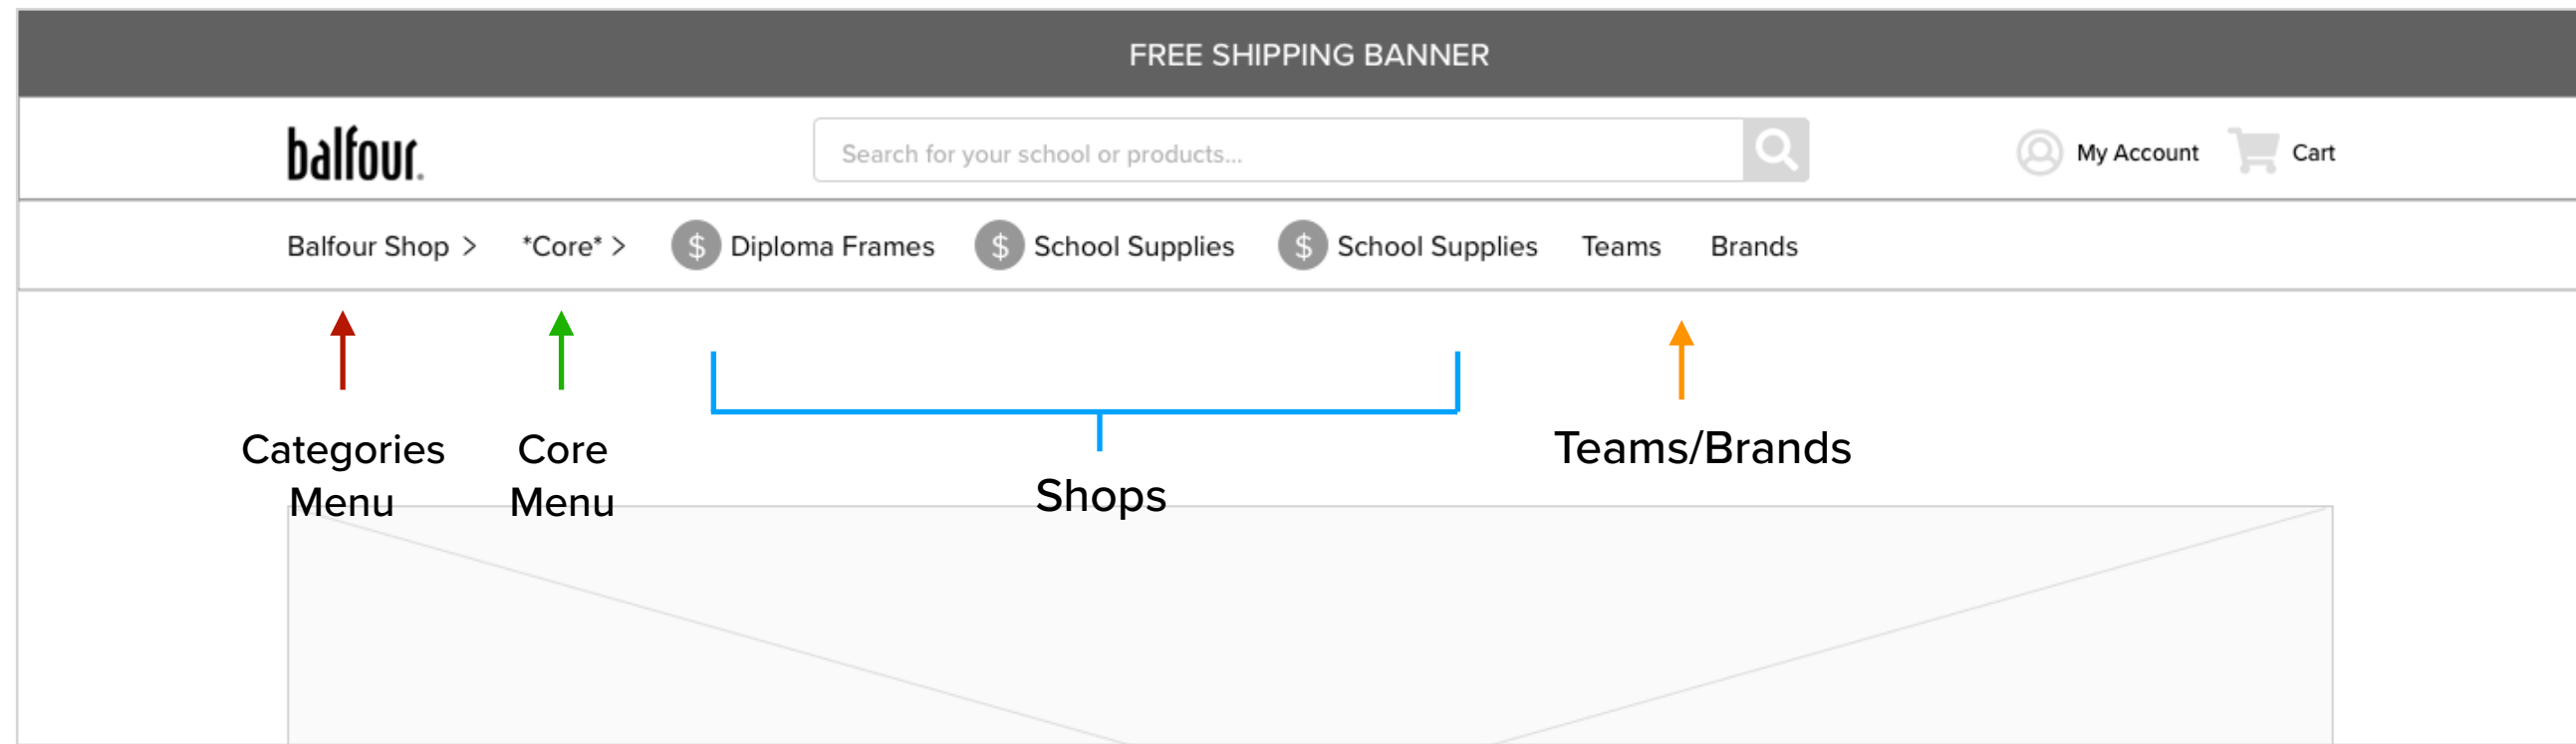 FREE SHIPPING BANNER
balfour.
Search for your school or products...
My Account
Cart
Balfour Shop >
*Core* >
$ Diploma Frames
$ School Supplies
$ School Supplies
Teams
Brands
Categories
Menu
Core
Menu
Shops
Teams/Brands